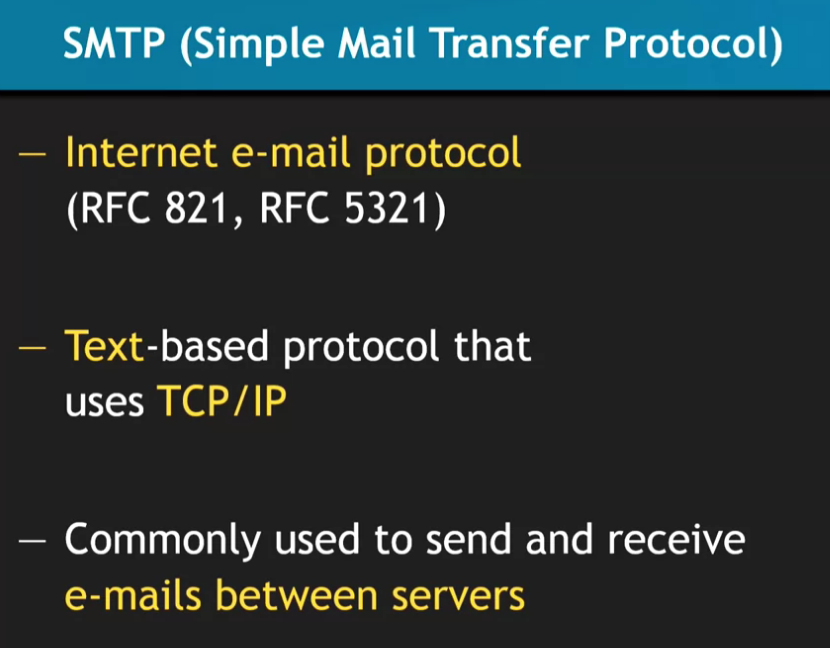 SMTP (Simple Mail Transfer Protocol)
— Internet e-mail protocol
(RFC 821, RFC 5321)
— Text-based protocol that
uses TCP/IP
— Commonly used to send and receive
e-mails between servers